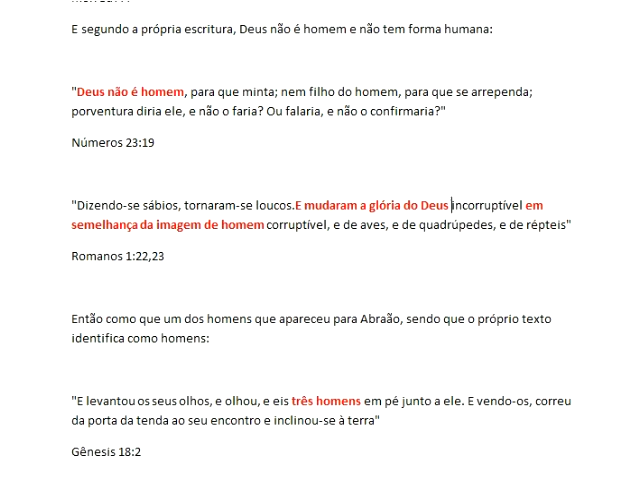 E segundo a própria escritura, Deus não é homem e não tem forma humana:
"Deus não é homem, para que minta; nem filho do homem, para que se arrependa;
porventura diria ele, e não o faria? Ou falaria, e não o confirmaria?"
Números 23:19
"Dizendo-se sábios, tornaram-se loucos.E mudaram a glória do Deus incorruptível em
semelhança da imagem de homem corruptível, e de aves, e de quadrúpedes, e de répteis"
Romanos 1:22,23
Então como que um dos homens que apareceu para Abraão, sendo que o próprio texto
identifica como homens:
"E levantou os seus olhos, e olhou, e eis três homens em pé junto a ele. E vendo-os, correu
da porta da tenda ao seu encontro e inclinou-se à terra"
Gênesis 18:2